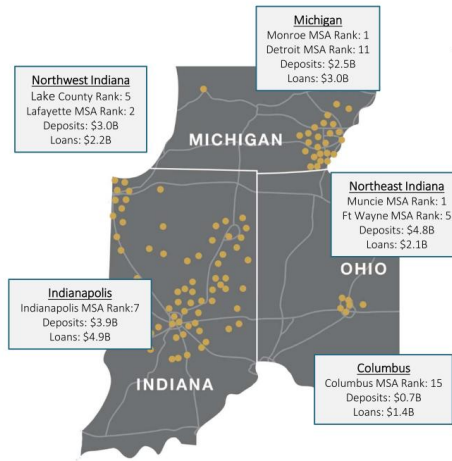 Michigan
Monroe MSA Rank: 1
Detroit MSA Rank: 11
Deposits: $2.5B
Loans: $3.0B
Northwest Indiana
Lake County Rank: 5
Lafayette MSA Rank: 2
Deposits: $3.0B
Loans: $2.2B
MICHIGAN
Northeast Indiana
Muncie MSA Rank: 1
Ft Wayne MSA Rank: 5
Deposits: $4.8B
Loans: $2.1B
OHIO
Indianapolis
Indianapolis MSA Rank:7
Deposits: $3.9B
Loans: $4.9B
INDIANA
Columbus
Columbus MSA Rank: 15
Deposits: $0.7B
Loans: $1.4B